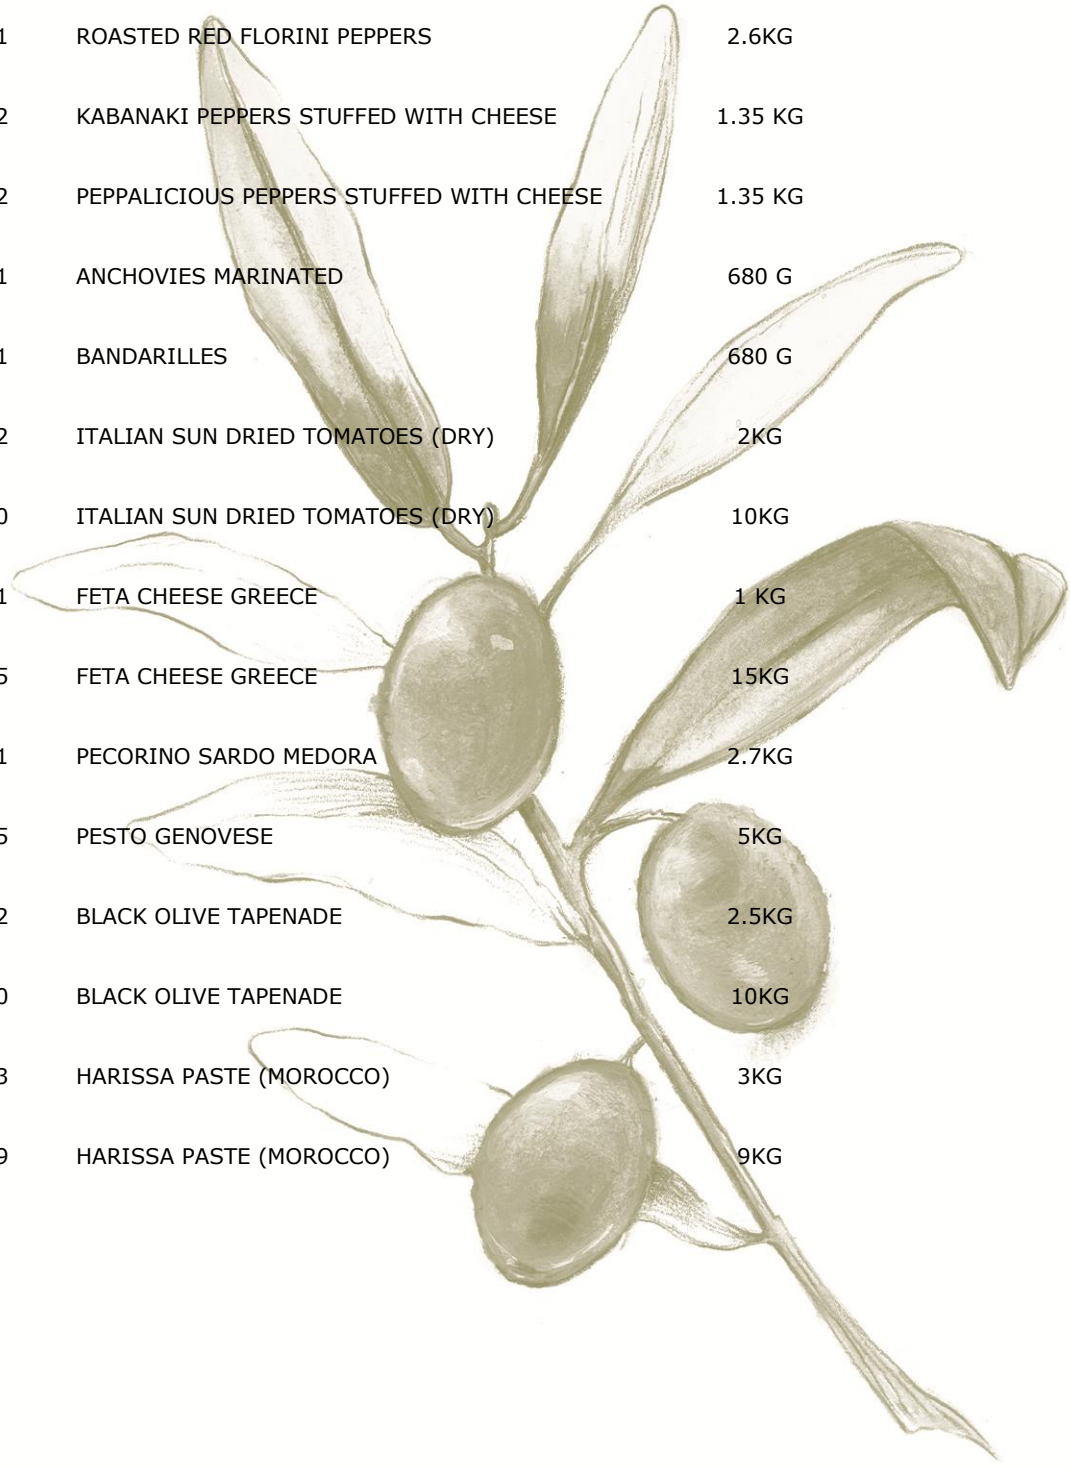 1 ROASTED RED FLORINI PEPPERS 2.6KG
2 KABANAKI PEPPERS STUFFED WITH CHEESE 1.35 KG
2 PEPPALICIOUS PEPPERS STUFFED WITH CHEESE 1.35 KG
1 ANCHOVIES MARINATED 680 G
1 BANDARILLES 680 G
2 ITALIAN SUN DRIED TOMATOES (DRY) 2KG
0 ITALIAN SUN DRIED TOMATOES (DRY) 10KG
1 FETA CHEESE GREECE 1 KG
5 FETA CHEESE GREECE 15KG
1 PECORINO SARDO MEDORA 2.7KG
5 PESTO GENOVESE 5KG
2 BLACK OLIVE TAPENADE 2.5KG
0 BLACK OLIVE TAPENADE 10KG
3 HARISSA PASTE (MOROCCO) 3KG
9 HARISSA PASTE (MOROCCO) 9KG